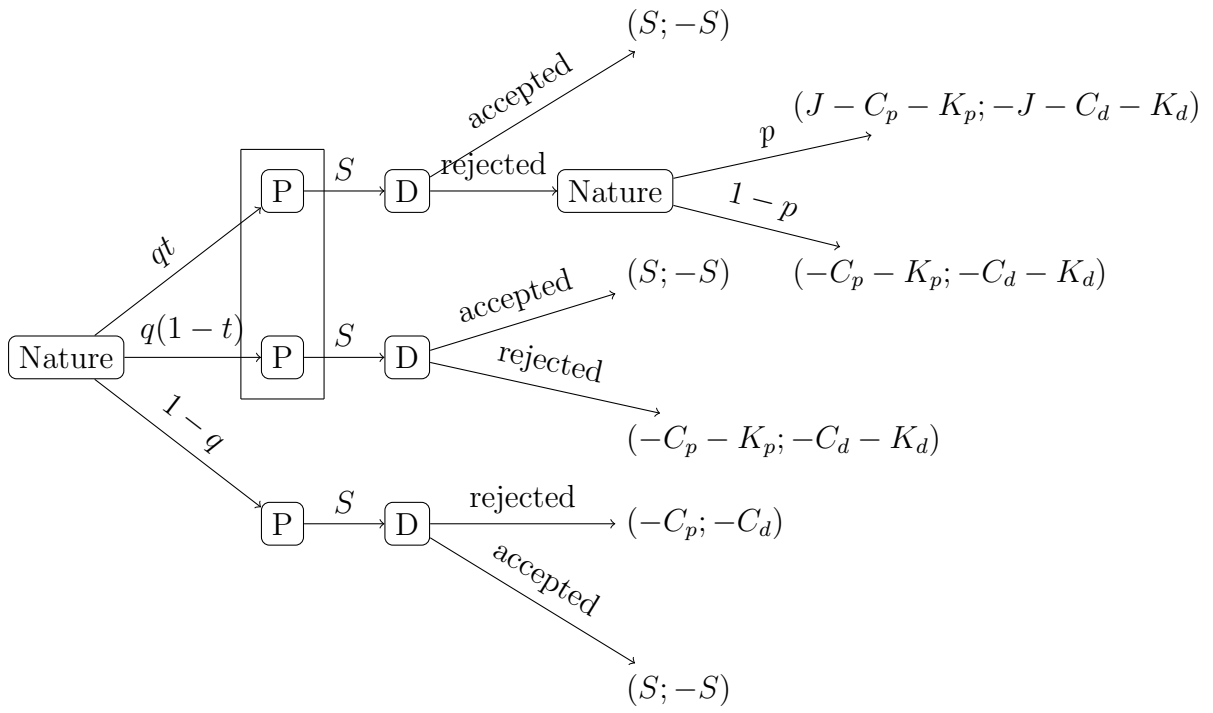 (S; −S)
accepted
(J − C_p − K_p; −J − C_d − K_d)
p
P
S
D
rejected
Nature
1 − p
qt
(−C_p − K_p; −C_d − K_d)
(S; −S)
accepted
q(1 − t)
Nature
P
S
D
rejected
(−C_p − K_p; −C_d − K_d)
1 − q
P
S
D
rejected
(−C_p; −C_d)
accepted
(S; −S)